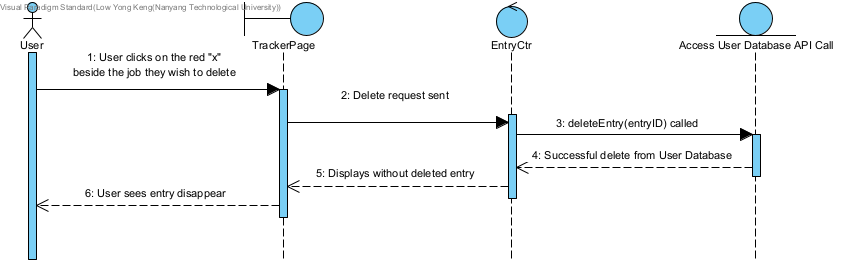 Visual Paradigm Standard(Low Yong Keng(Nanyang Technological University))
User
TrackerPage
EntryCtr
Access User Database API Call
1: User clicks on the red "x"
beside the job they wish to delete
2: Delete request sent
3: deleteEntry(entryID) called
4: Successful delete from User Database
5: Displays without deleted entry
6: User sees entry disappear